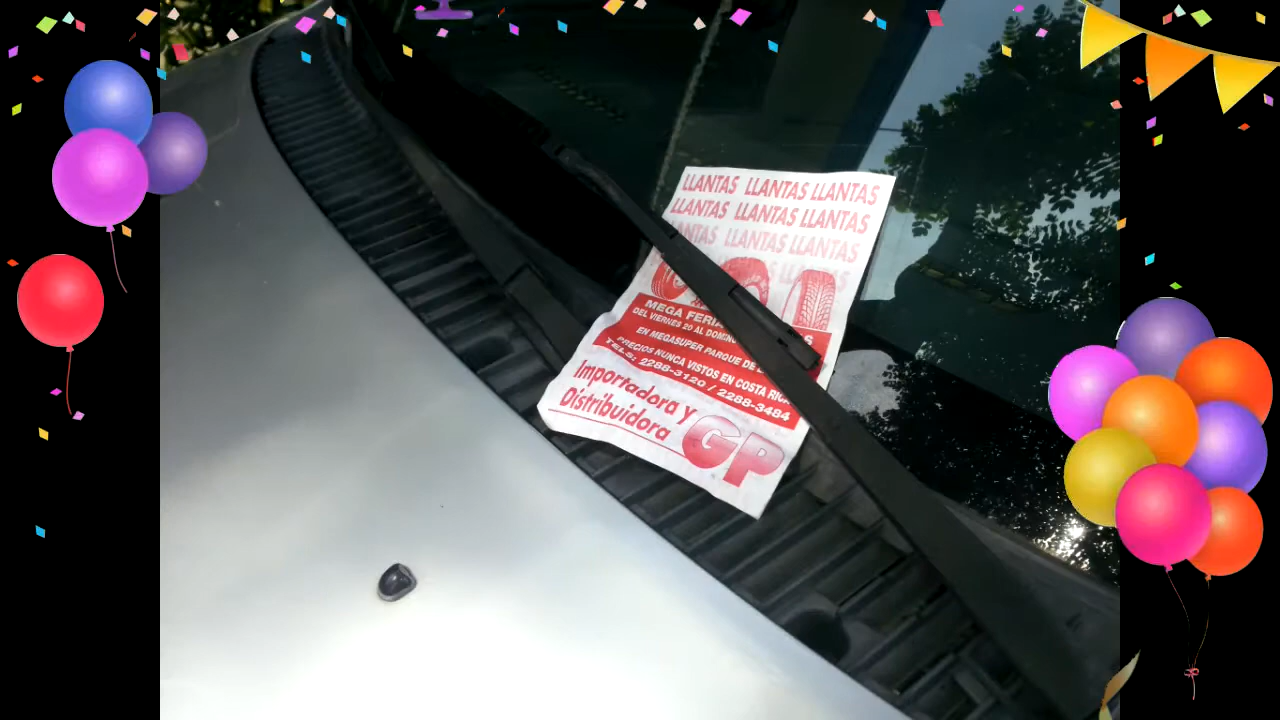 LLANTAS LLANTAS LLANTAS
LLANTAS LLANTAS LLANTAS
LLANTAS LLANTAS
LLANTAS
MEGA FERIA
DEL VIERNES 20 AL
EN MEGASUPER PARQUE DE
PRECIOS NUNCA VISTOS EN COSTA RICA
TELS: 2288-3120 / 2288-3484
Importadora y
Distribuidora
GP